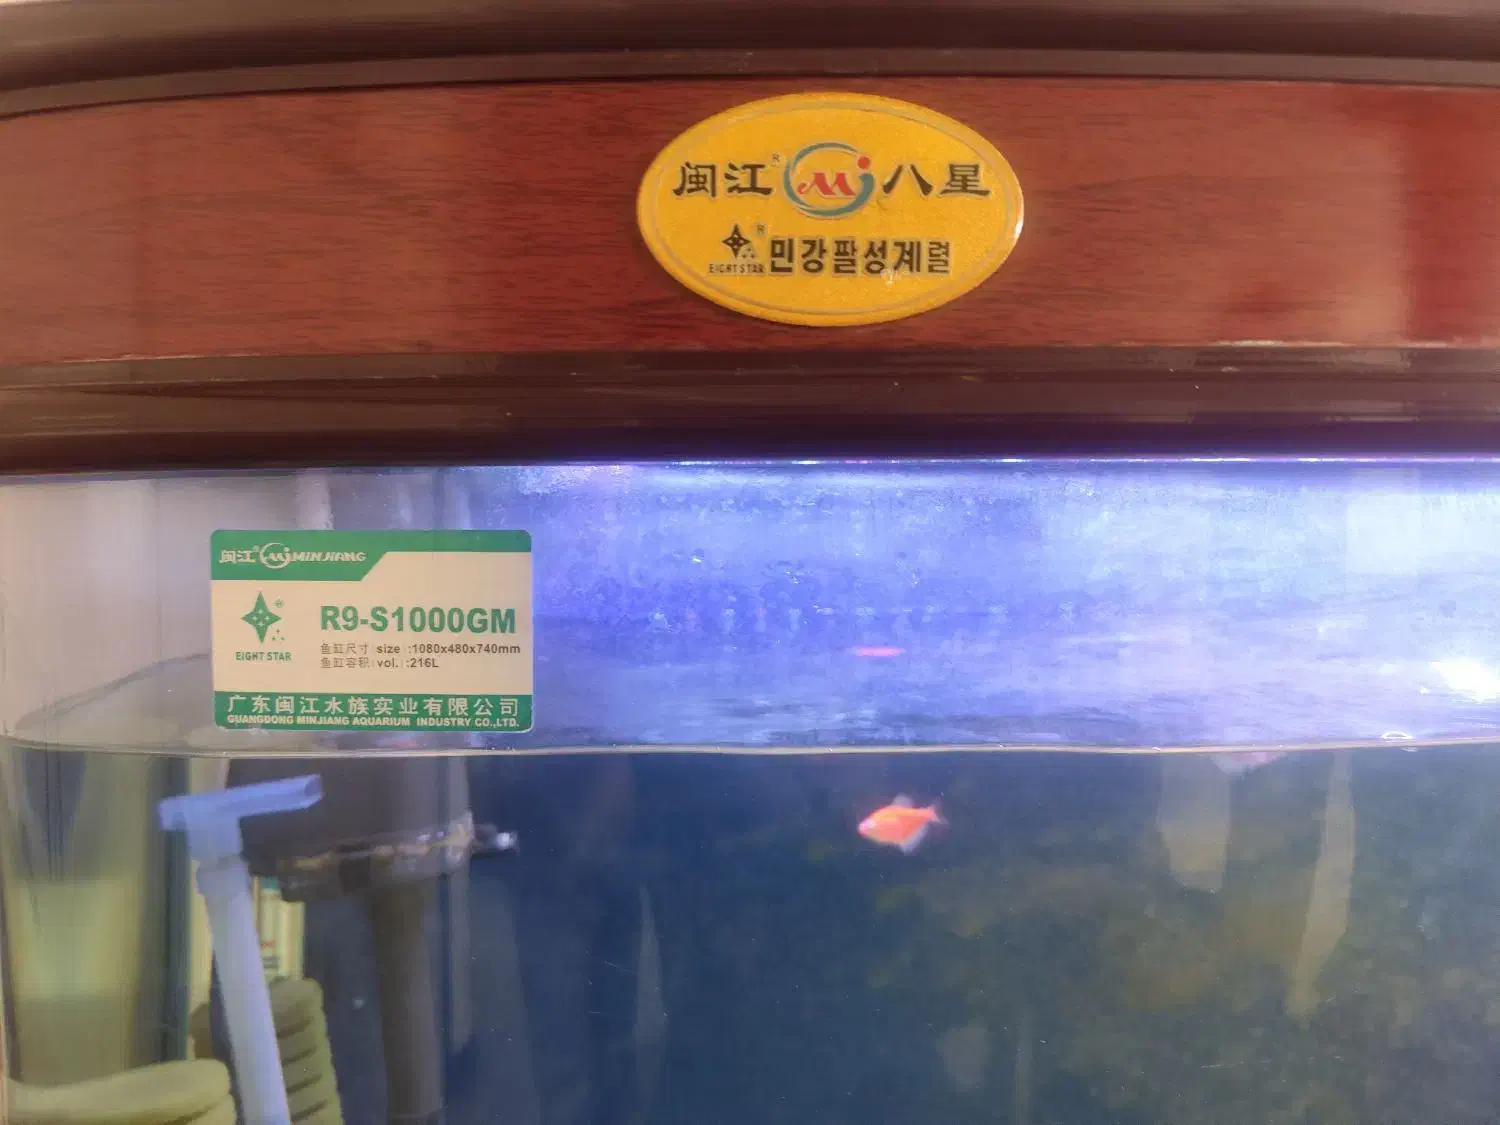 闽江® 八星
EIGHT STAR® 민강팔성계렬
闽江® MINJIANG
EIGHT STAR®
R9-S1000GM
鱼缸尺寸 size :1080x480x740mm
鱼缸容积 vol. :216L
广东闽江水族实业有限公司
GUANGDONG MINJIANG AQUARIUM INDUSTRY CO.,LTD.